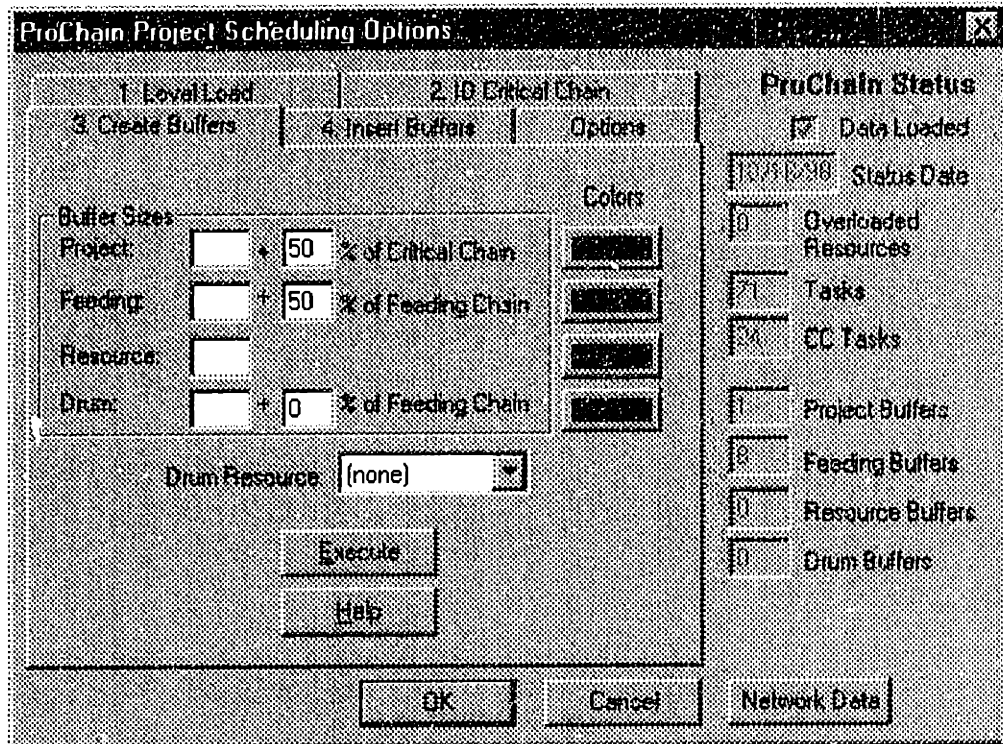 ProChain Project Scheduling Options
1. Level Load
2. ID Critical Chain
3. Create Buffers
4. Insert Buffers
Options
Colors
Buffer Sizes
Project: + 50 % of Critical Chain
Feeding: + 50 % of Feeding Chain
Resource:
Drum: + 0 % of Feeding Chain
Drum Resource (none)
Execute
Help
OK
Cancel
Network Data
ProChain Status
Data Loaded
Status Date
0 Overloaded
Resources
71 Tasks
CC Tasks
1 Project Buffers
8 Feeding Buffers
0 Resource Buffers
0 Drum Buffers